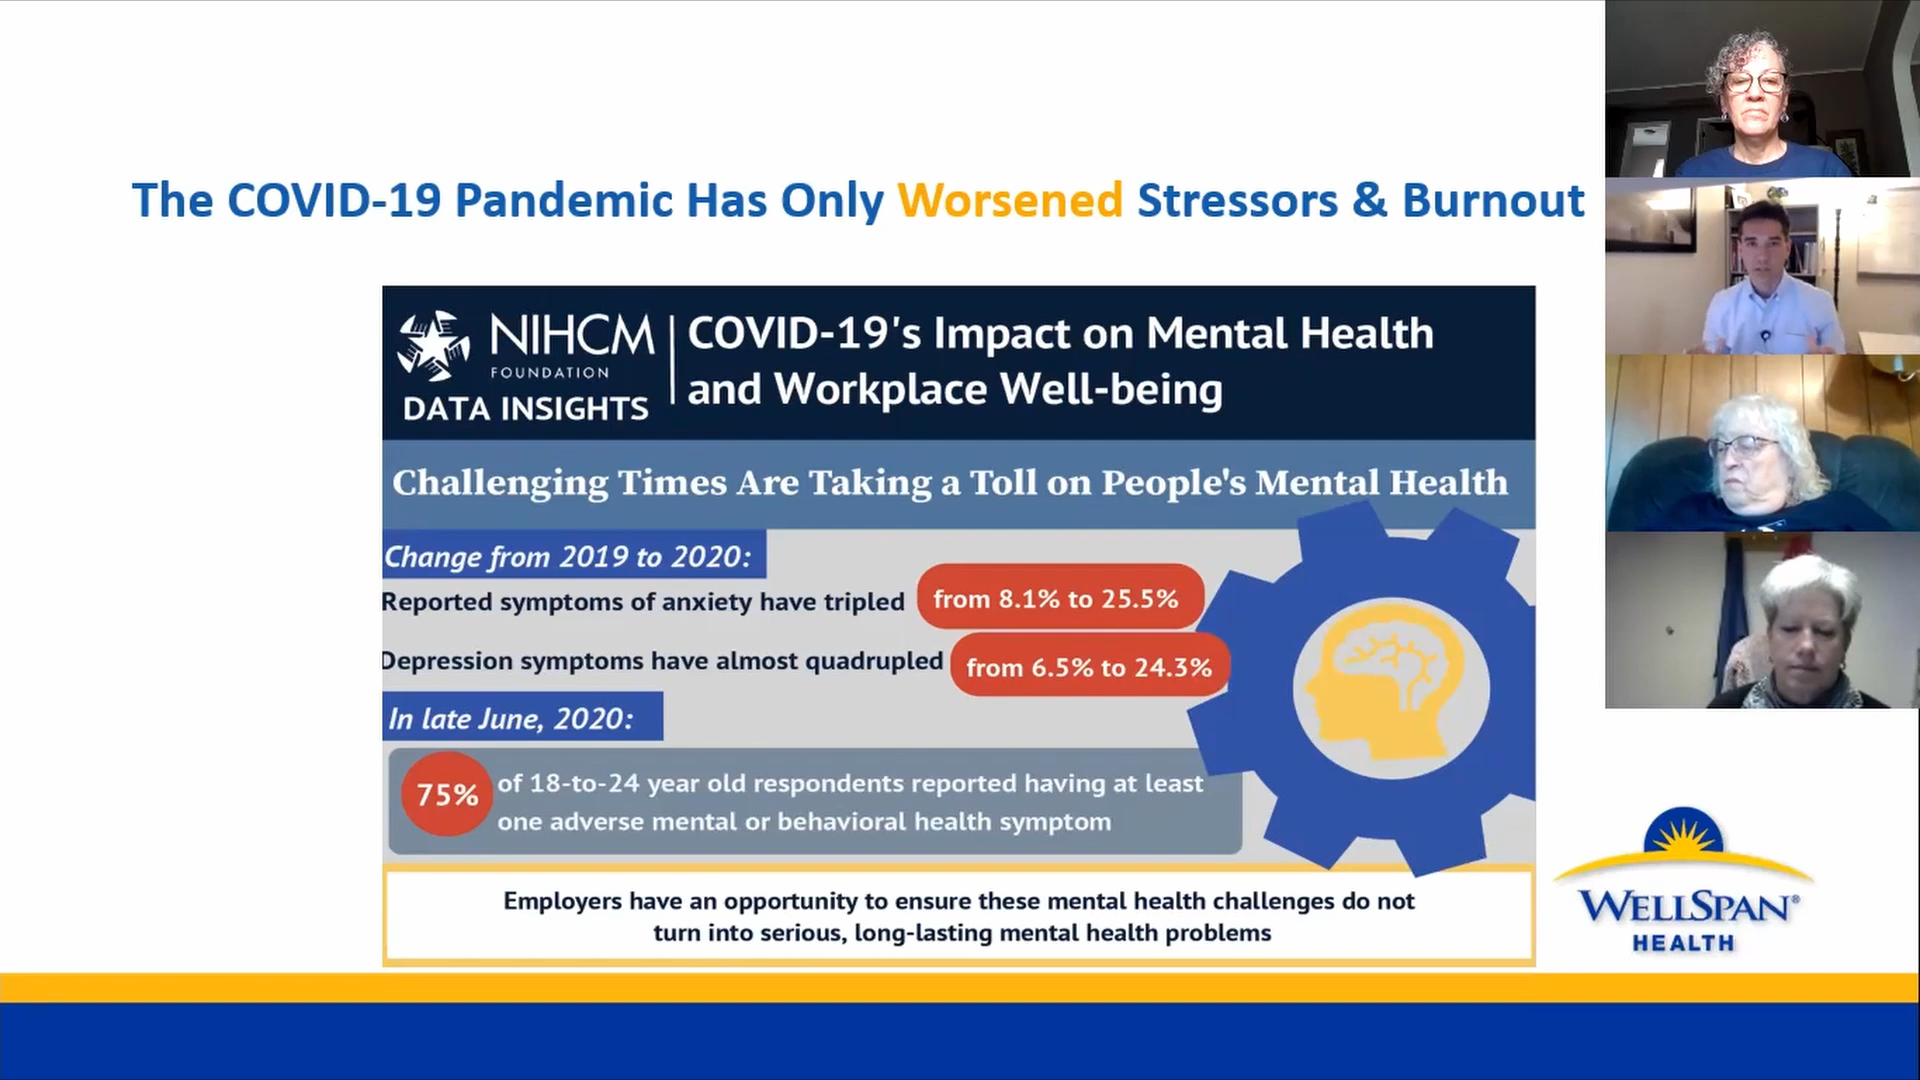 The COVID-19 Pandemic Has Only Worsened Stressors & Burnout
NIHCM
FOUNDATION
DATA INSIGHTS
COVID-19's Impact on Mental Health
and Workplace Well-being
Challenging Times Are Taking a Toll on People's Mental Health
Change from 2019 to 2020:
Reported symptoms of anxiety have tripled from 8.1% to 25.5%
Depression symptoms have almost quadrupled from 6.5% to 24.3%
In late June, 2020:
75% of 18-to-24 year old respondents reported having at least
one adverse mental or behavioral health symptom
Employers have an opportunity to ensure these mental health challenges do not
turn into serious, long-lasting mental health problems
WELLSPAN®
HEALTH